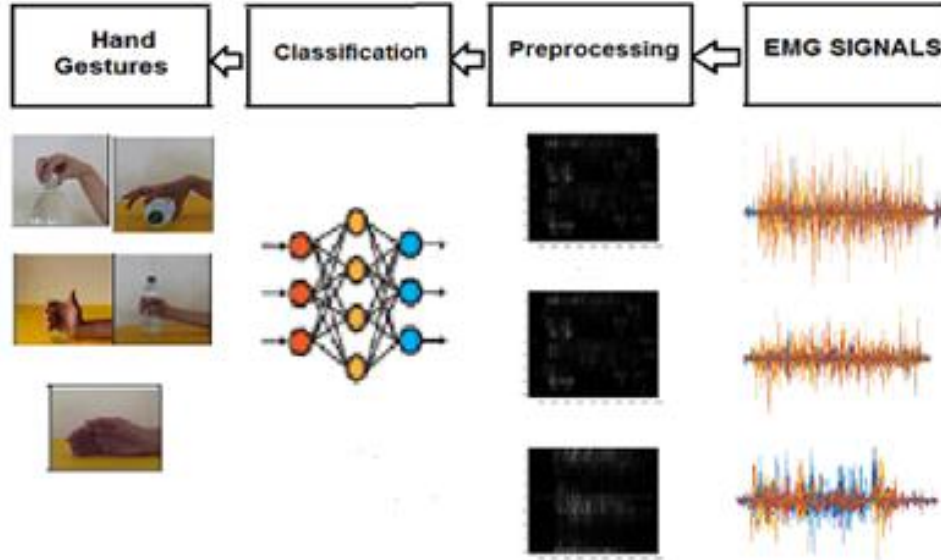 Hand
Gestures
Classification
Preprocessing
EMG SIGNALS